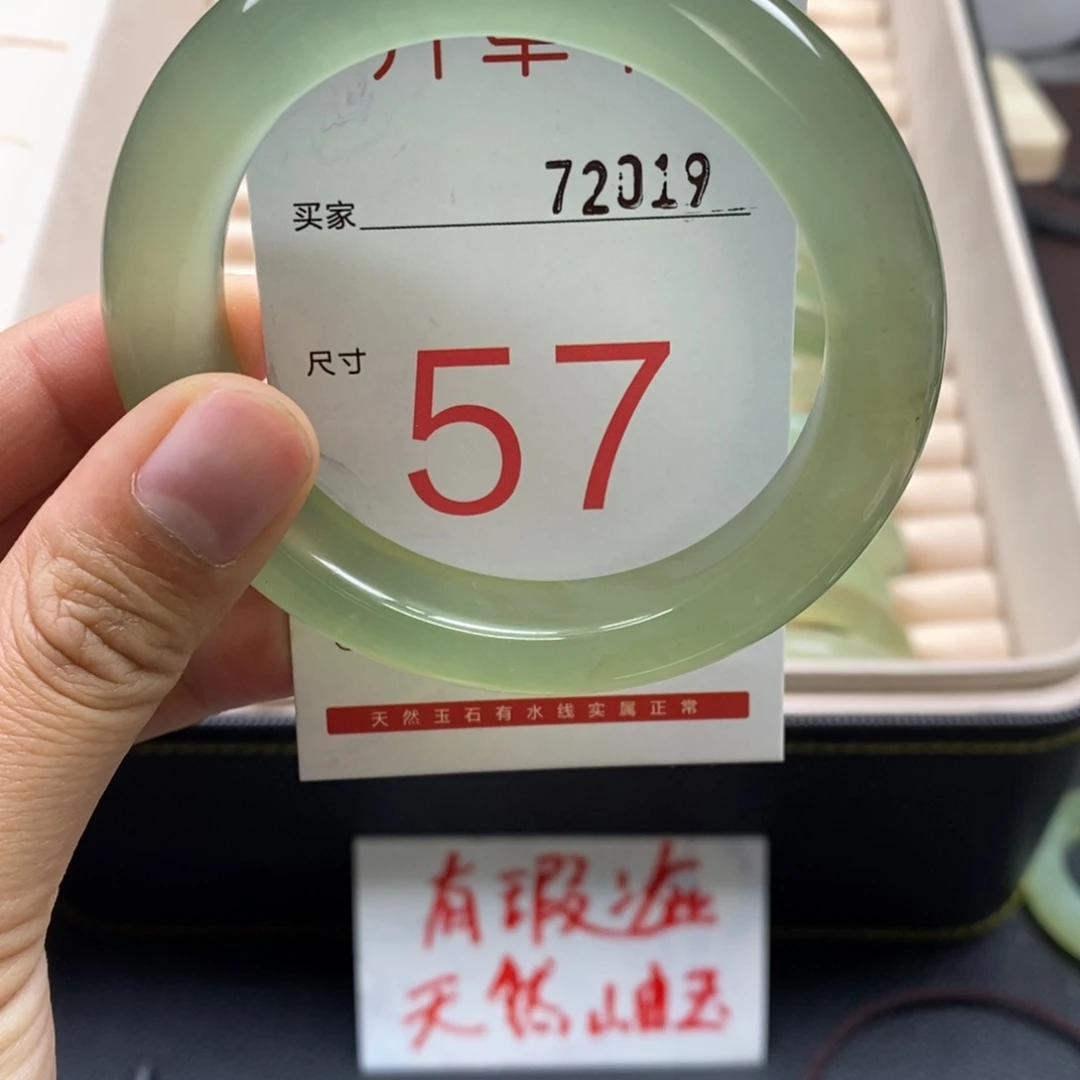 买家 72019
尺寸 57
天然玉石有水线实属正常
有瑕疵
天然岫玉